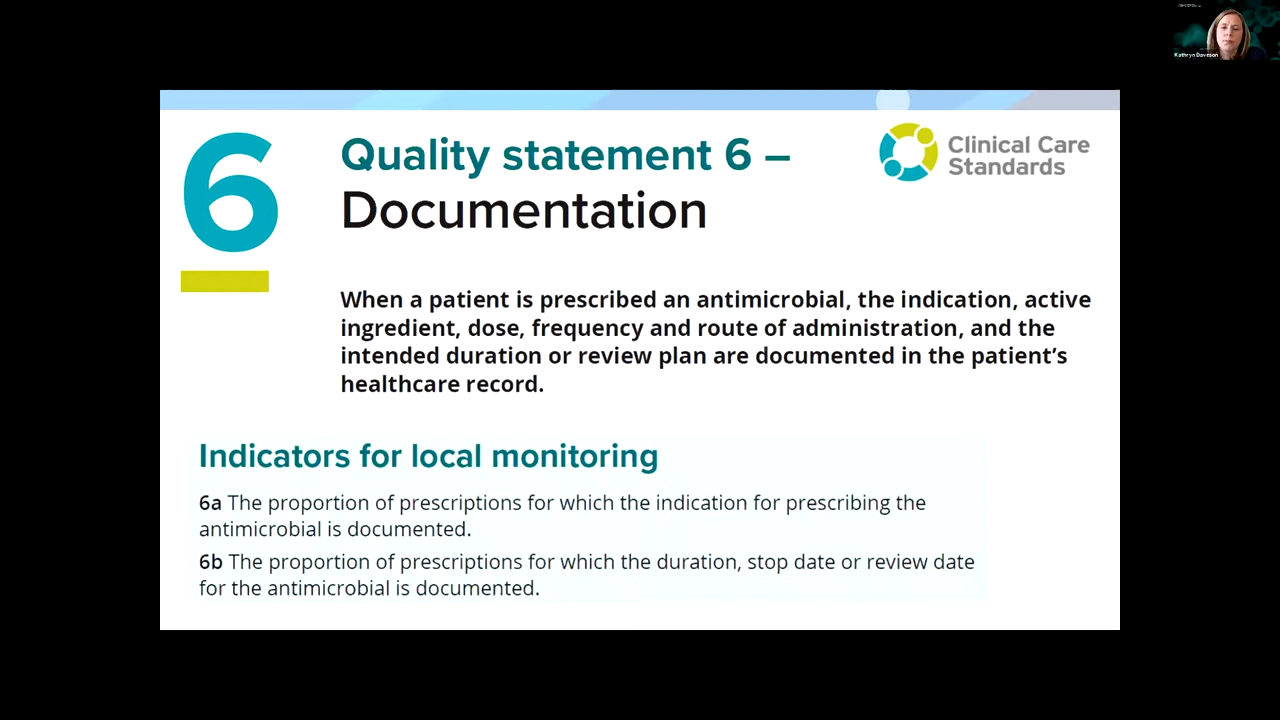 Kathryn Daveson
6
Quality statement 6 –
Documentation
Clinical Care
Standards
When a patient is prescribed an antimicrobial, the indication, active
ingredient, dose, frequency and route of administration, and the
intended duration or review plan are documented in the patient’s
healthcare record.
Indicators for local monitoring
6a The proportion of prescriptions for which the indication for prescribing the
antimicrobial is documented.
6b The proportion of prescriptions for which the duration, stop date or review date
for the antimicrobial is documented.